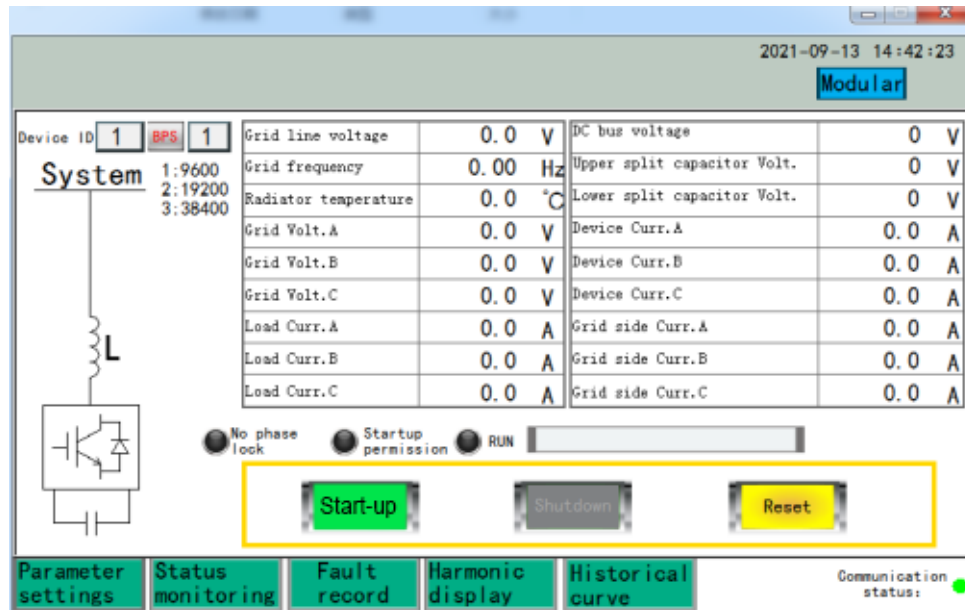 2021-09-13 14:42:23
Modular
Device ID 1 BPS 1
System
1:9600
2:19200
3:38400
Grid line voltage 0.0 V DC bus voltage 0 V
Grid frequency 0.00 Hz Upper split capacitor Volt. 0 V
Radiator temperature 0.0 ℃ Lower split capacitor Volt. 0 V
Grid Volt.A 0.0 V Device Curr.A 0.0 A
Grid Volt.B 0.0 V Device Curr.B 0.0 A
Grid Volt.C 0.0 V Device Curr.C 0.0 A
Load Curr.A 0.0 A Grid side Curr.A 0.0 A
Load Curr.B 0.0 A Grid side Curr.B 0.0 A
Load Curr.C 0.0 A Grid side Curr.C 0.0 A
L
No phase
lock
Startup
permission
RUN
Start-up
Shutdown
Reset
Parameter
settings
Status
monitoring
Fault
record
Harmonic
display
Historical
curve
Communication
status: